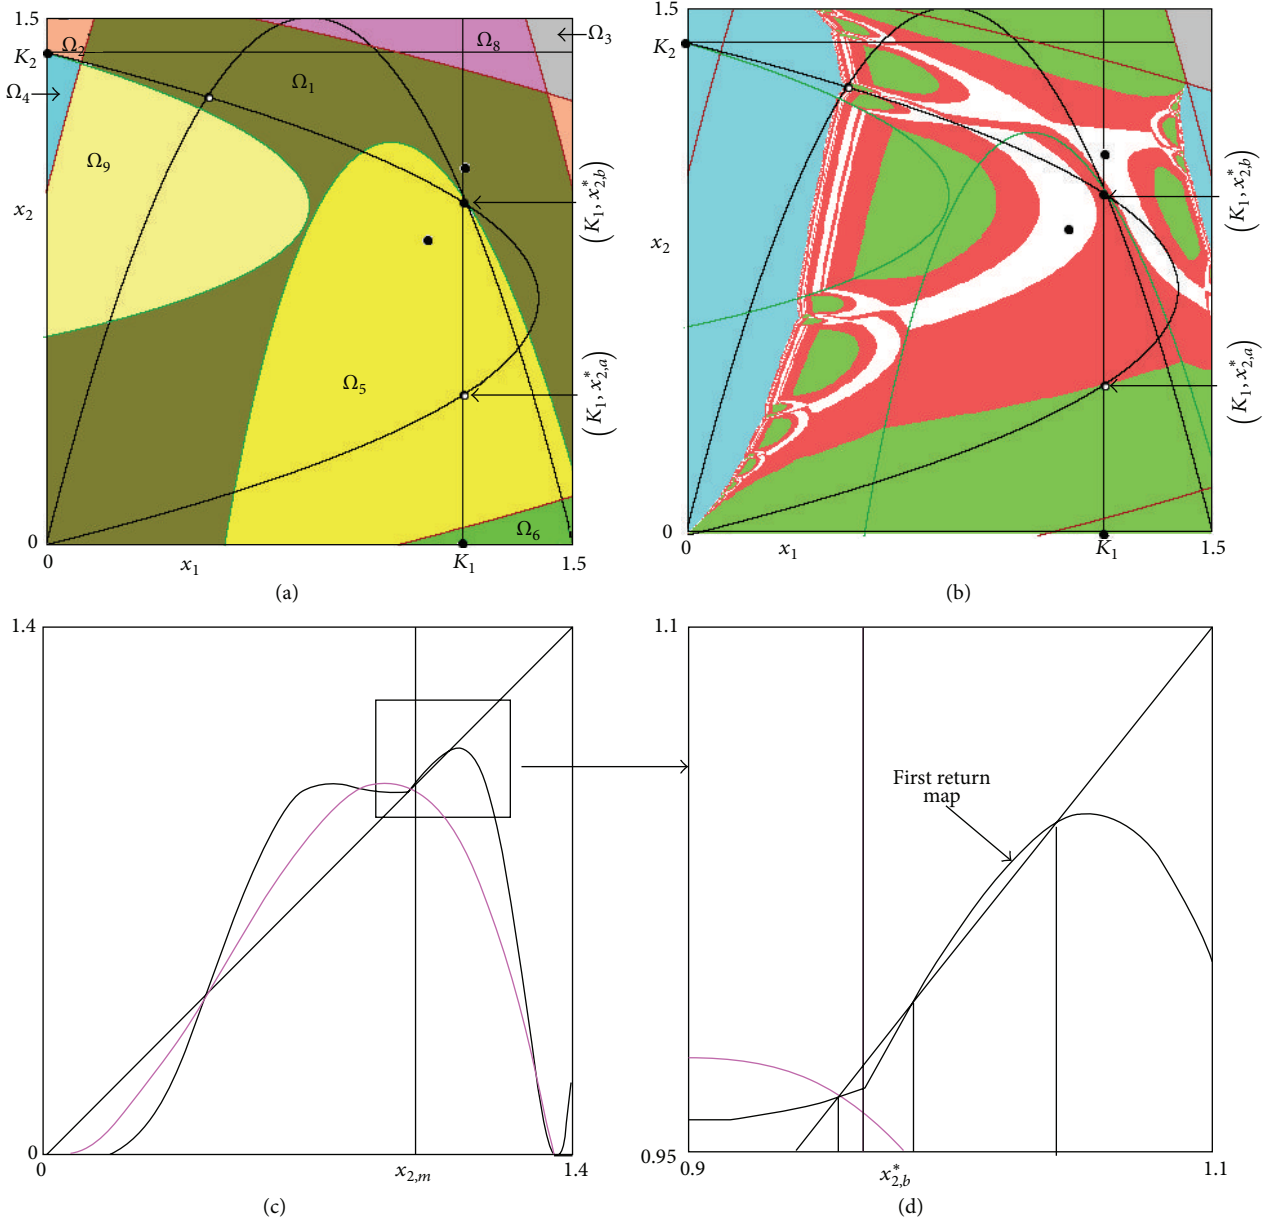 1.5
K₂
Ω₂
Ω₈
Ω₃
Ω₄
Ω₁
Ω₉
x₂
(K₁, x*₂,b)
Ω₅
(K₁, x*₂,a)
Ω₆
0
0
x₁
K₁
1.5
(a)
1.5
K₂
x₂
(K₁, x*₂,b)
(K₁, x*₂,a)
0
0
x₁
K₁
1.5
(b)
1.4
0
0
x₂,m
1.4
(c)
1.1
First return
map
0.95
0.9
x*₂,b
1.1
(d)